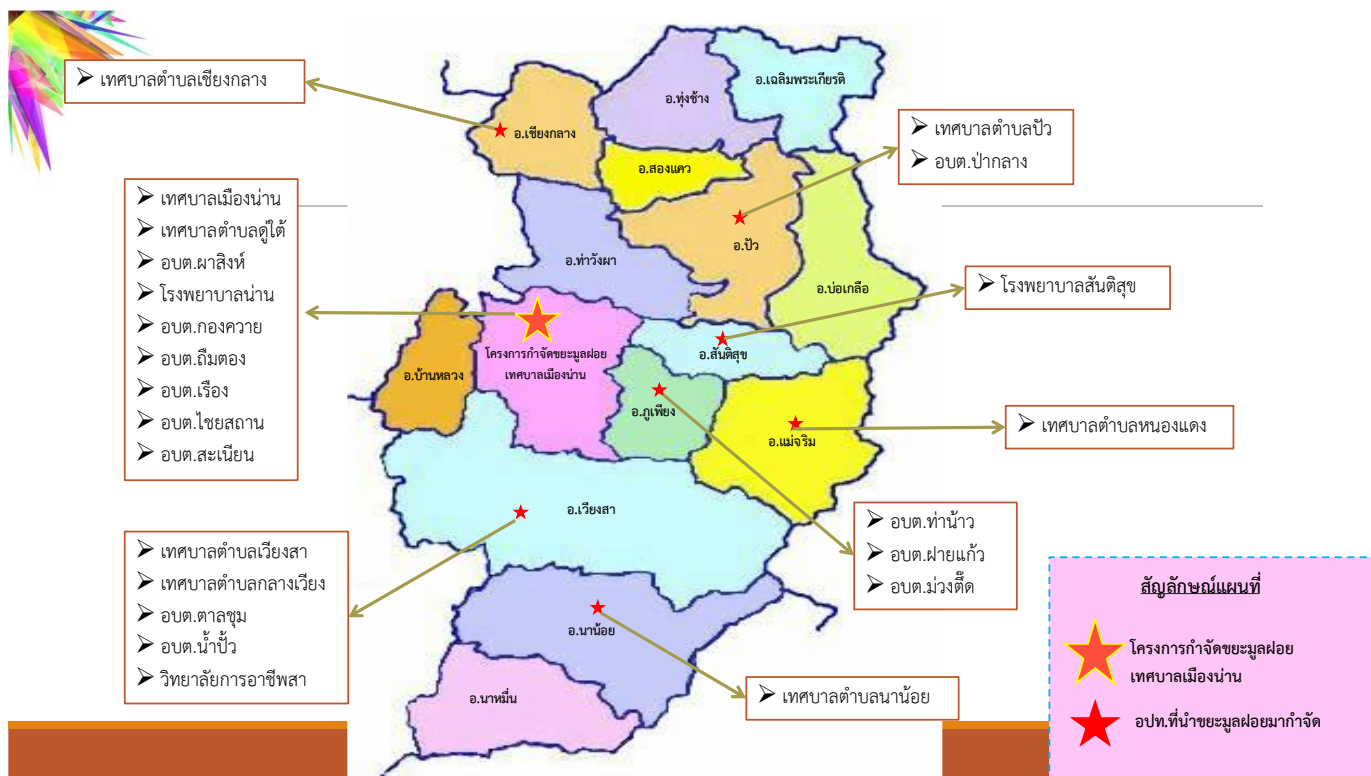 ➢ เทศบาลตำบลเชียงกลาง
อ.เฉลิมพระเกียรติ
อ.ทุ่งช้าง
อ.เชียงกลาง
อ.สองแคว
➢ เทศบาลตำบลปัว
➢ อบต.ป่ากลาง
➢ เทศบาลเมืองน่าน
➢ เทศบาลตำบลดู่ใต้
➢ อบต.ผาสิงห์
➢ โรงพยาบาลน่าน
➢ อบต.กองควาย
➢ อบต.ถืมตอง
➢ อบต.เรือง
➢ อบต.ไชยสถาน
➢ อบต.สะเนียน
อ.ปัว
อ.ท่าวังผา
อ.บ่อเกลือ
➢ โรงพยาบาลสันติสุข
โครงการกำจัดขยะมูลฝอย
เทศบาลเมืองน่าน
อ.สันติสุข
อ.บ้านหลวง
อ.ภูเพียง
อ.แม่จริม
➢ เทศบาลตำบลหนองแดง
อ.เวียงสา
➢ อบต.ท่าน้าว
➢ อบต.ฝายแก้ว
➢ อบต.ม่วงตึ๊ด
➢ เทศบาลตำบลเวียงสา
➢ เทศบาลตำบลกลางเวียง
➢ อบต.ตาลชุม
➢ อบต.น้ำปั้ว
➢ วิทยาลัยการอาชีพสา
อ.นาน้อย
อ.นาหมื่น
➢ เทศบาลตำบลนาน้อย
สัญลักษณ์แผนที่
โครงการกำจัดขยะมูลฝอย
เทศบาลเมืองน่าน
อปท.ที่นำขยะมูลฝอยมากำจัด